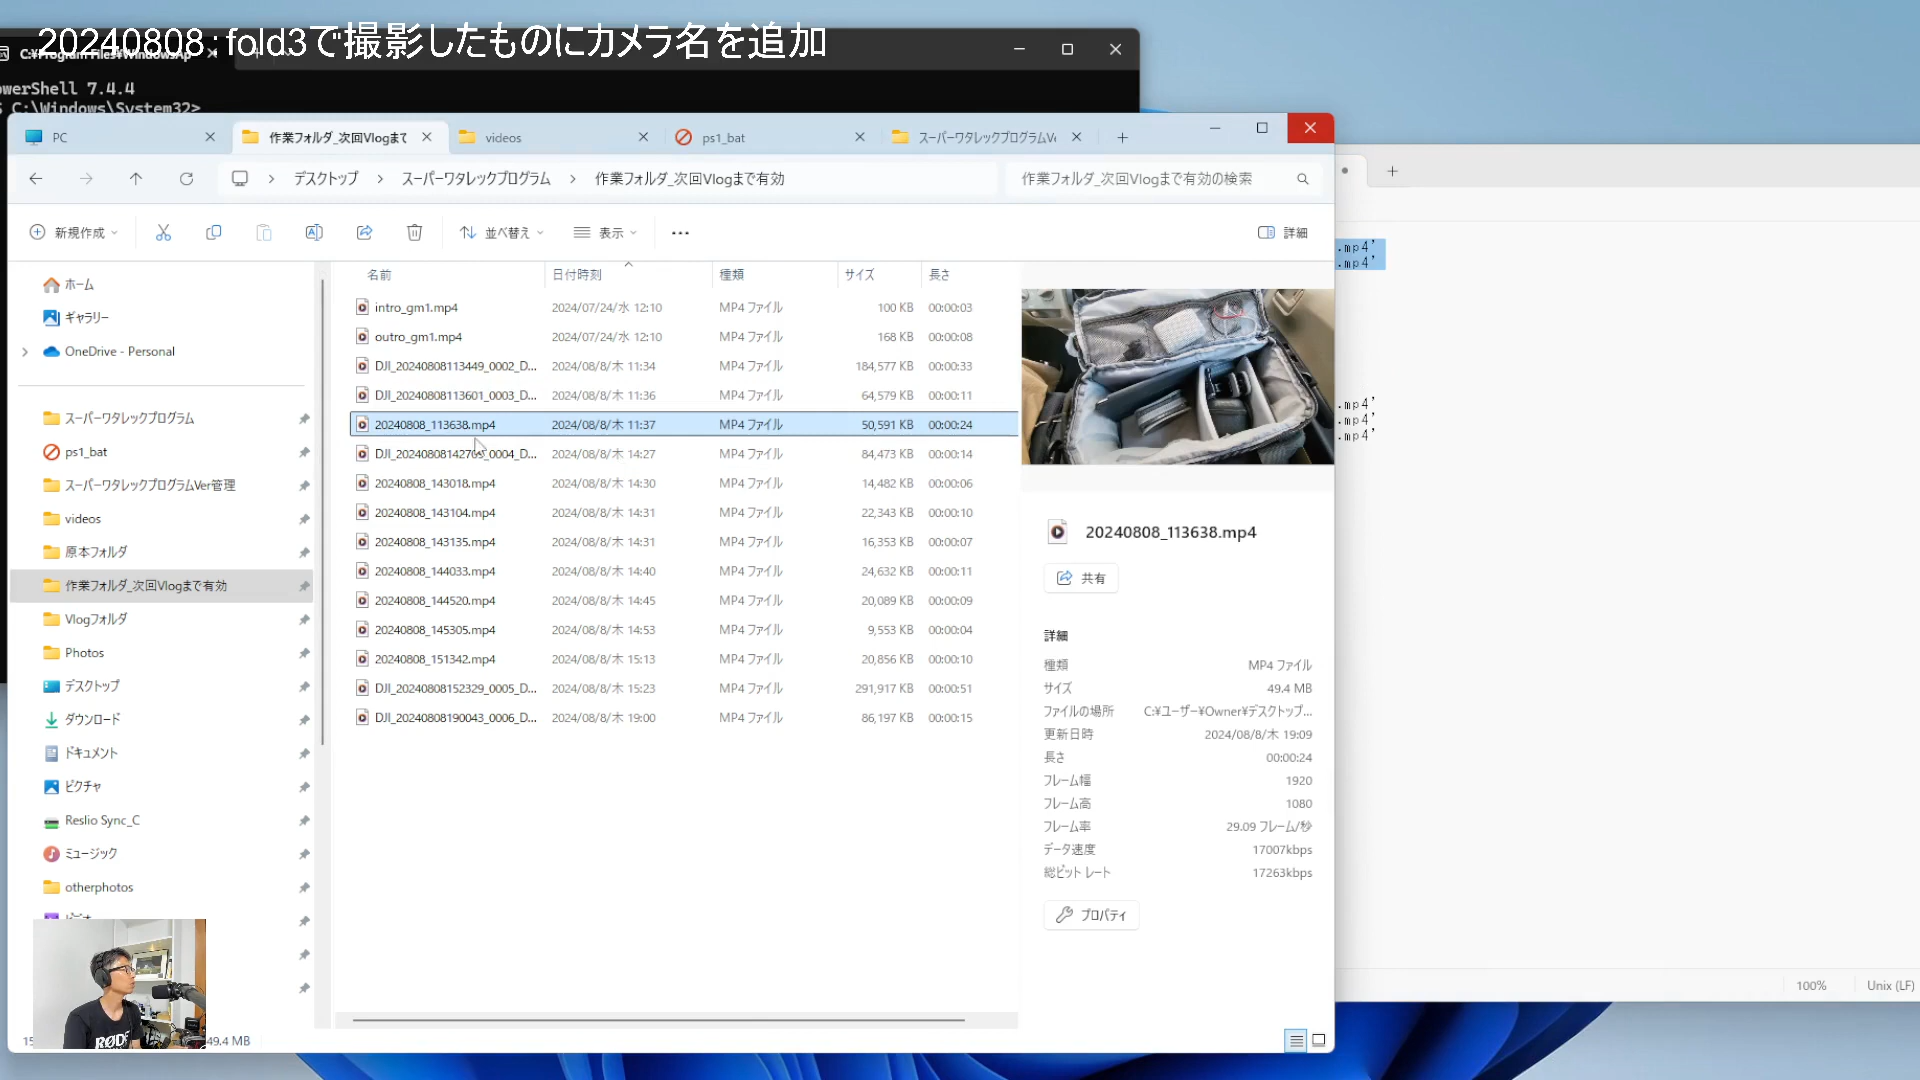 20240808：fold3で撮影したものにカメラ名を追加
C:¥Program Files¥WindowsAp
owerShell 7.4.4
C:\Windows\System32>
PC
作業フォルダ_次回Vlogまで
videos
ps1_bat
スーパーワタレックプログラムVe
デスクトップ
スーパーワタレックプログラム
作業フォルダ_次回Vlogまで有効
作業フォルダ_次回Vlogまで有効の検索
新規作成
並べ替え
表示
詳細
ホーム
ギャラリー
OneDrive - Personal
スーパーワタレックプログラム
ps1_bat
スーパーワタレックプログラムVer管理
videos
原本フォルダ
作業フォルダ_次回Vlogまで有効
Vlogフォルダ
Photos
デスクトップ
ダウンロード
ドキュメント
ピクチャ
Reslio Sync_C
ミュージック
otherphotos
名前 日付時刻 種類 サイズ 長さ
intro_gm1.mp4 2024/07/24/水 12:10 MP4 ファイル 100 KB 00:00:03
outro_gm1.mp4 2024/07/24/水 12:10 MP4 ファイル 168 KB 00:00:08
DJI_20240808113449_0002_D... 2024/08/8/木 11:34 MP4 ファイル 184,577 KB 00:00:33
DJI_20240808113601_0003_D... 2024/08/8/木 11:36 MP4 ファイル 64,579 KB 00:00:11
20240808_113638.mp4 2024/08/8/木 11:37 MP4 ファイル 50,591 KB 00:00:24
DJI_20240808142705_0004_D... 2024/08/8/木 14:27 MP4 ファイル 84,473 KB 00:00:14
20240808_143018.mp4 2024/08/8/木 14:30 MP4 ファイル 14,482 KB 00:00:06
20240808_143104.mp4 2024/08/8/木 14:31 MP4 ファイル 22,343 KB 00:00:10
20240808_143135.mp4 2024/08/8/木 14:31 MP4 ファイル 16,353 KB 00:00:07
20240808_144033.mp4 2024/08/8/木 14:40 MP4 ファイル 24,632 KB 00:00:11
20240808_144520.mp4 2024/08/8/木 14:45 MP4 ファイル 20,089 KB 00:00:09
20240808_145305.mp4 2024/08/8/木 14:53 MP4 ファイル 9,553 KB 00:00:04
20240808_151342.mp4 2024/08/8/木 15:13 MP4 ファイル 20,856 KB 00:00:10
DJI_20240808152329_0005_D... 2024/08/8/木 15:23 MP4 ファイル 291,917 KB 00:00:51
DJI_20240808190043_0006_D... 2024/08/8/木 19:00 MP4 ファイル 86,197 KB 00:00:15
20240808_113638.mp4
共有
詳細
種類 MP4 ファイル
サイズ 49.4 MB
ファイルの場所 C:¥ユーザー¥Owner¥デスクトップ...
更新日時 2024/08/8/木 19:09
長さ 00:00:24
フレーム幅 1920
フレーム高 1080
フレーム率 29.09 フレーム/秒
データ速度 17007kbps
総ビット レート 17263kbps
プロパティ
.mp4'
.mp4'
.mp4'
.mp4'
.mp4'
100%
Unix (LF)
RØDE
49.4 MB